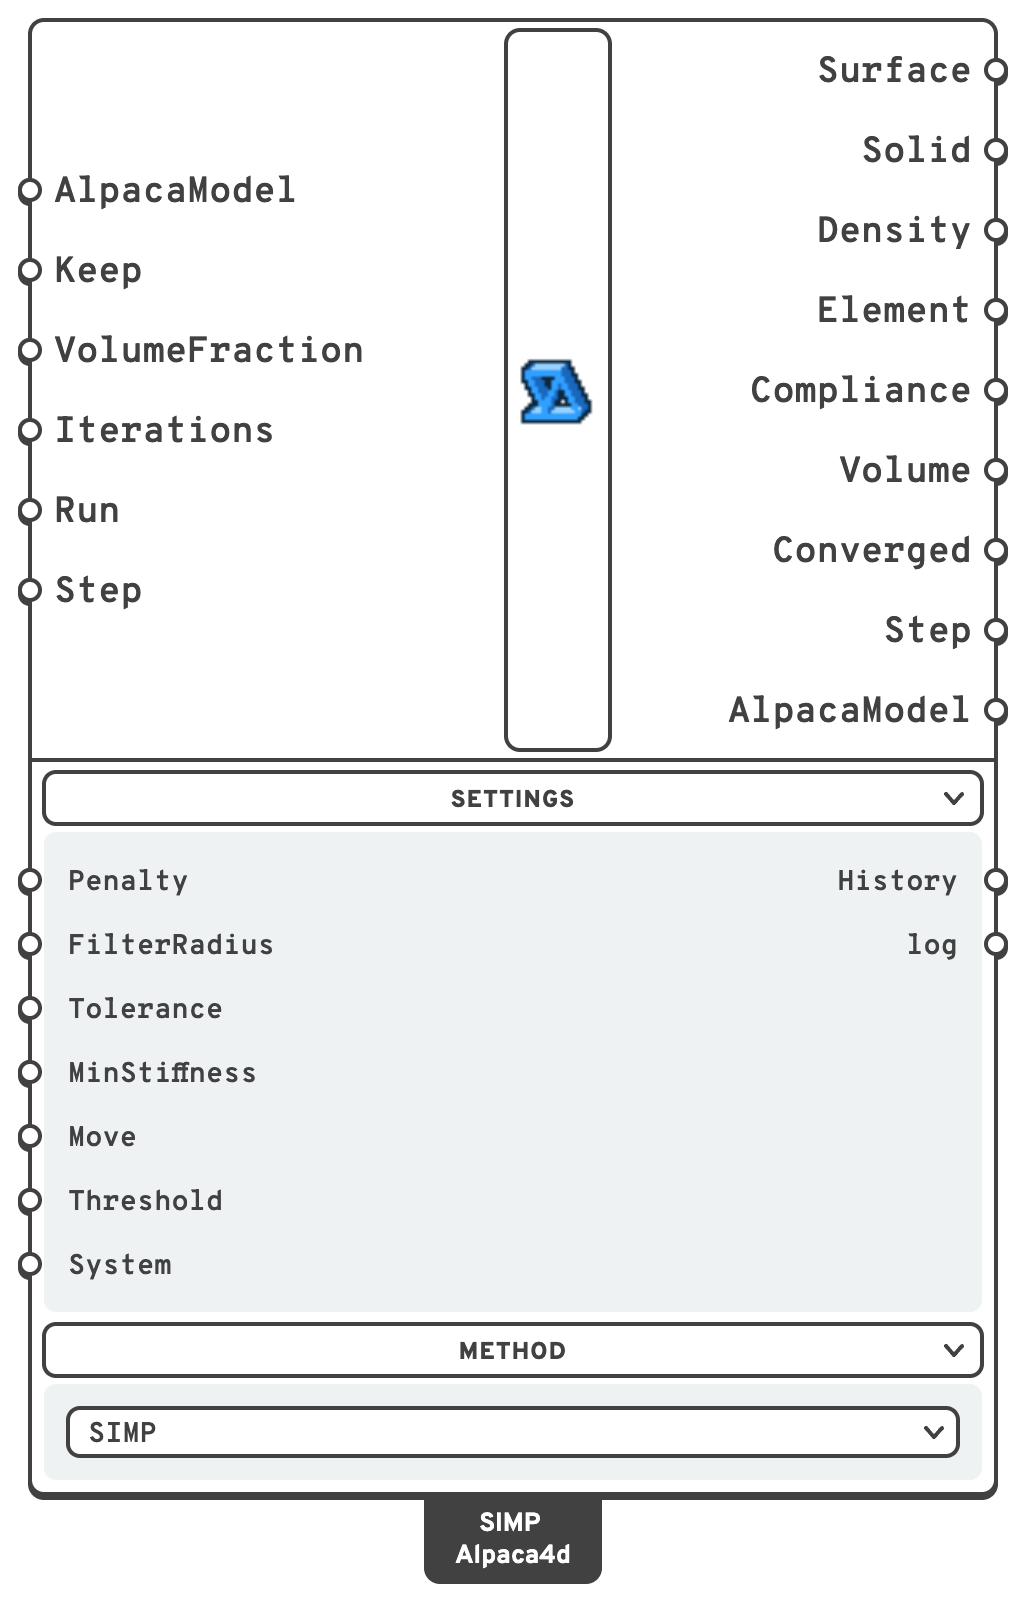 AlpacaModel
Keep
VolumeFraction
Iterations
Run
Step
Surface
Solid
Density
Element
Compliance
Volume
Converged
Step
AlpacaModel
SETTINGS
Penalty
FilterRadius
Tolerance
MinStiffness
Move
Threshold
System
History
log
METHOD
SIMP
SIMP
Alpaca4d